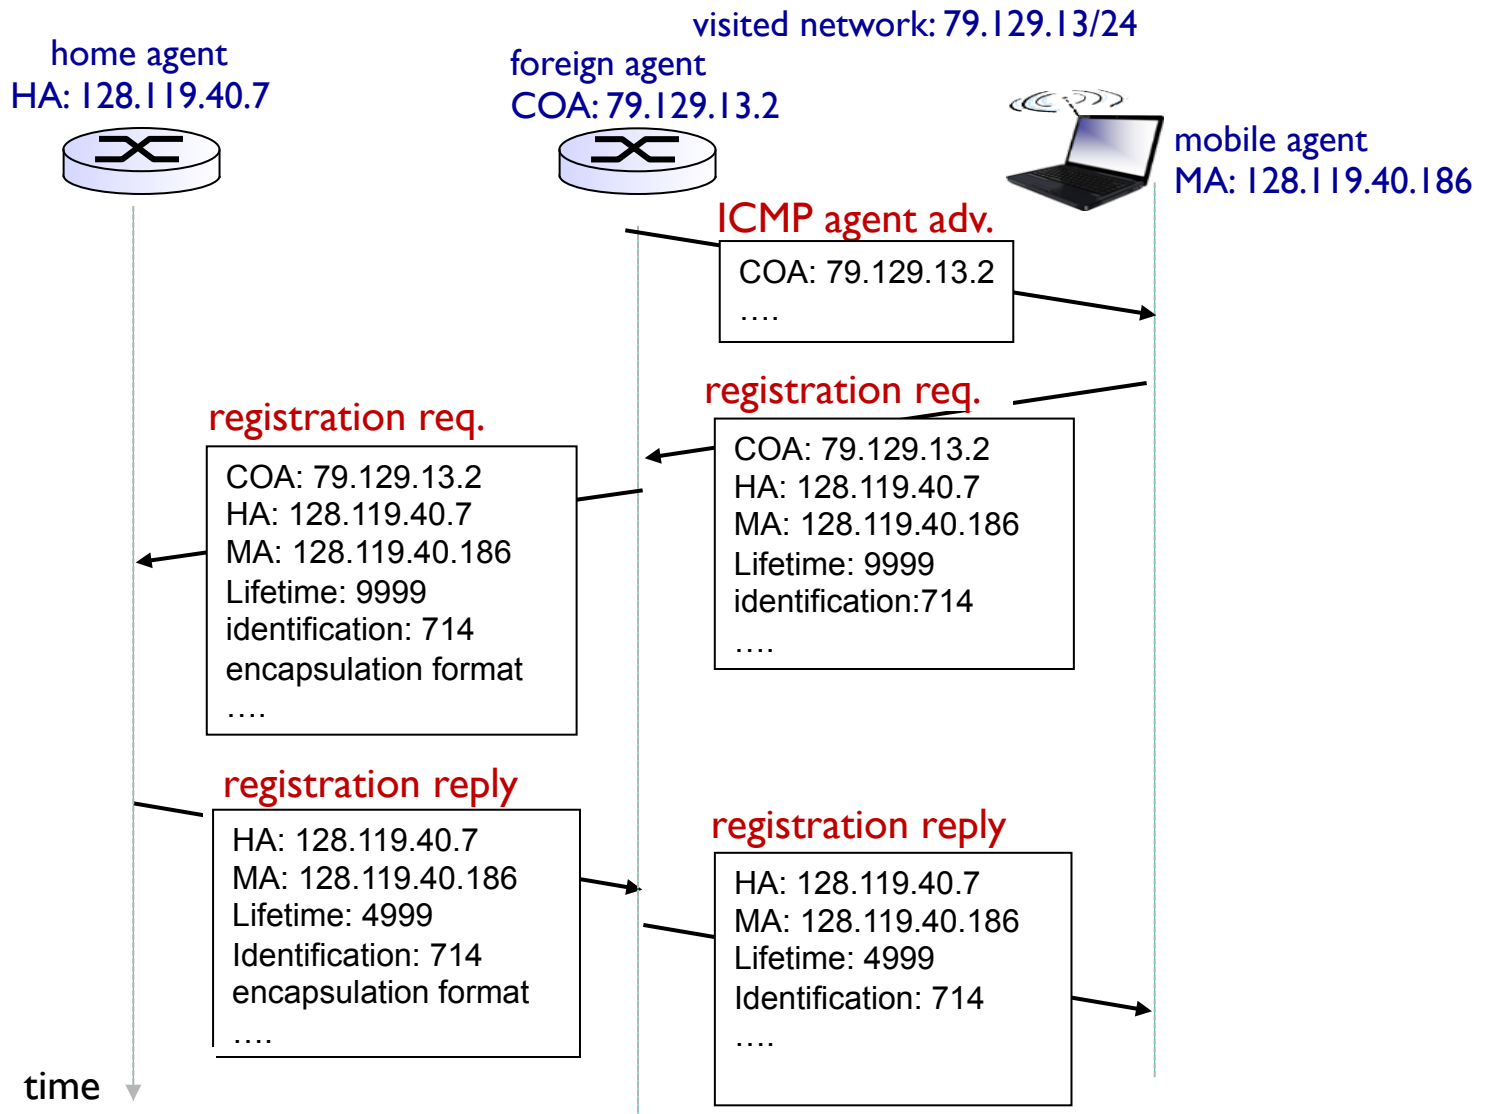 visited network: 79.129.13/24
home agent
HA: 128.119.40.7
foreign agent
COA: 79.129.13.2
mobile agent
MA: 128.119.40.186
ICMP agent adv.
COA: 79.129.13.2
….
registration req.
COA: 79.129.13.2
HA: 128.119.40.7
MA: 128.119.40.186
Lifetime: 9999
identification:714
….
registration req.
COA: 79.129.13.2
HA: 128.119.40.7
MA: 128.119.40.186
Lifetime: 9999
identification: 714
encapsulation format
….
registration reply
HA: 128.119.40.7
MA: 128.119.40.186
Lifetime: 4999
Identification: 714
encapsulation format
….
registration reply
HA: 128.119.40.7
MA: 128.119.40.186
Lifetime: 4999
Identification: 714
….
time